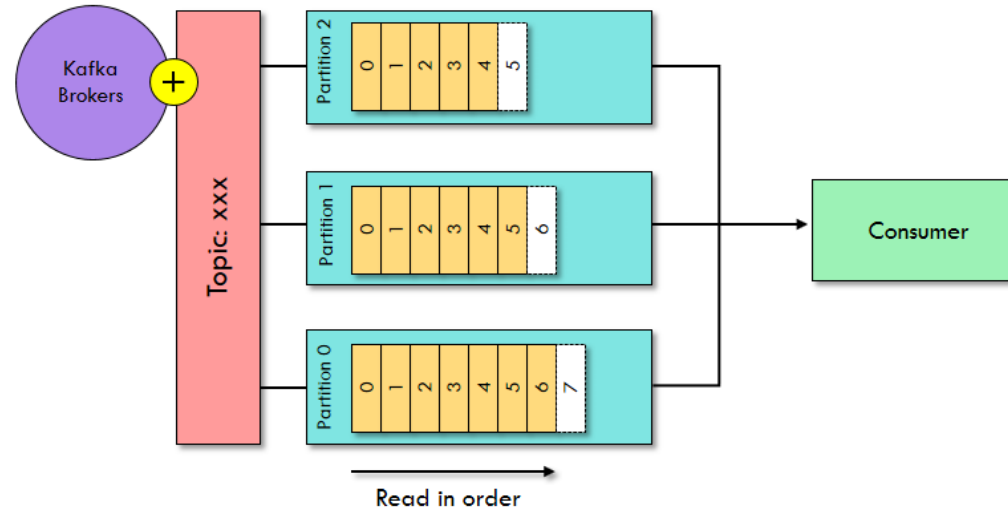 Kafka
Brokers
+
Topic: xxx
Partition 2
0 1 2 3 4 5
Partition 1
0 1 2 3 4 5 6
Partition 0
0 1 2 3 4 5 6 7
Consumer
Read in order